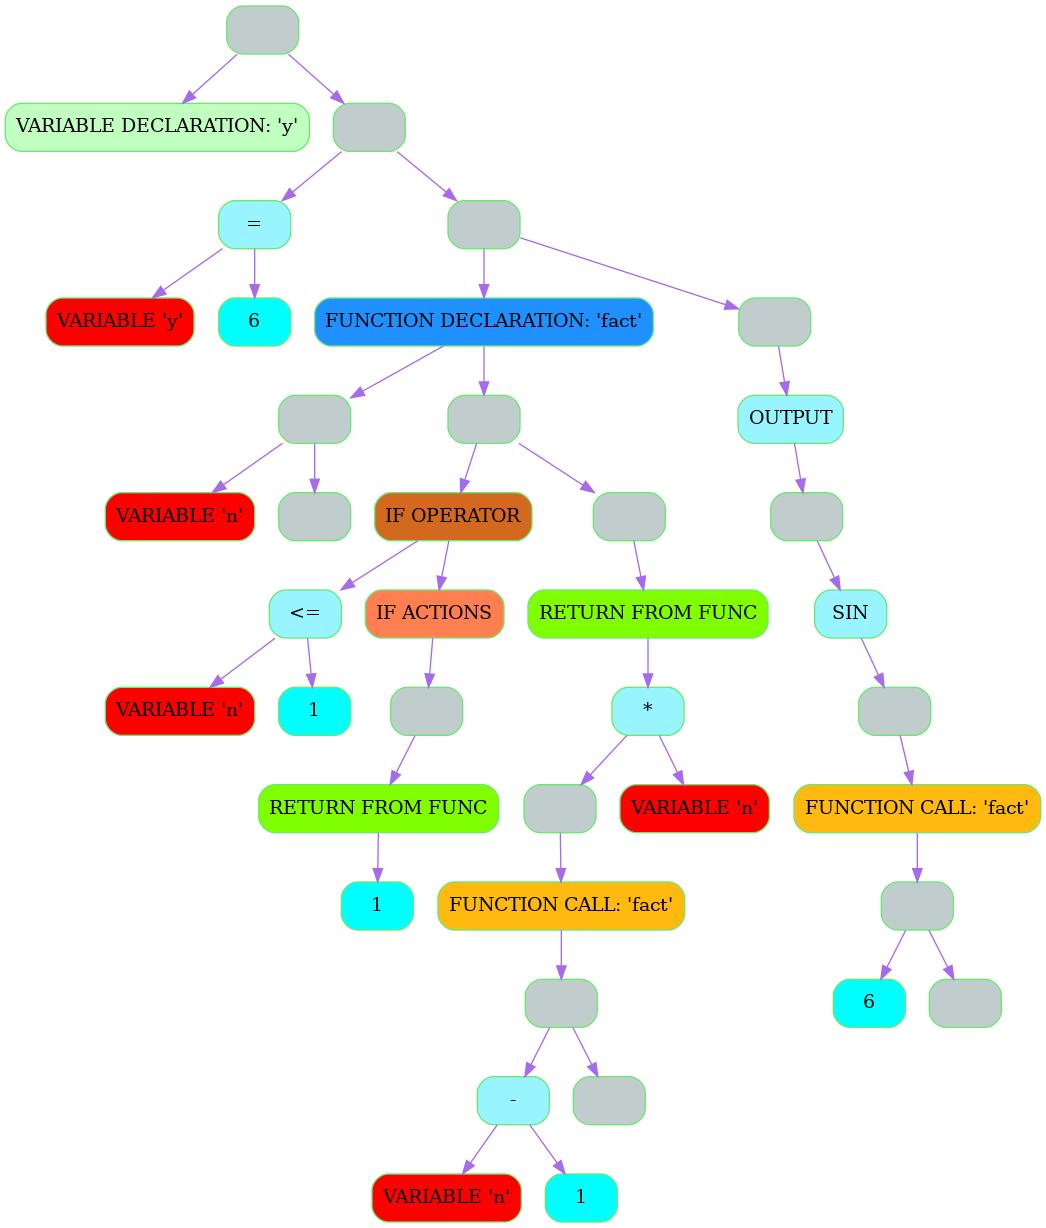 VARIABLE DECLARATION: 'y'
=
VARIABLE 'y'
6
FUNCTION DECLARATION: 'fact'
OUTPUT
VARIABLE 'n'
IF OPERATOR
<=
IF ACTIONS
RETURN FROM FUNC
SIN
VARIABLE 'n'
1
*
RETURN FROM FUNC
VARIABLE 'n'
FUNCTION CALL: 'fact'
1
FUNCTION CALL: 'fact'
6
-
VARIABLE 'n'
1